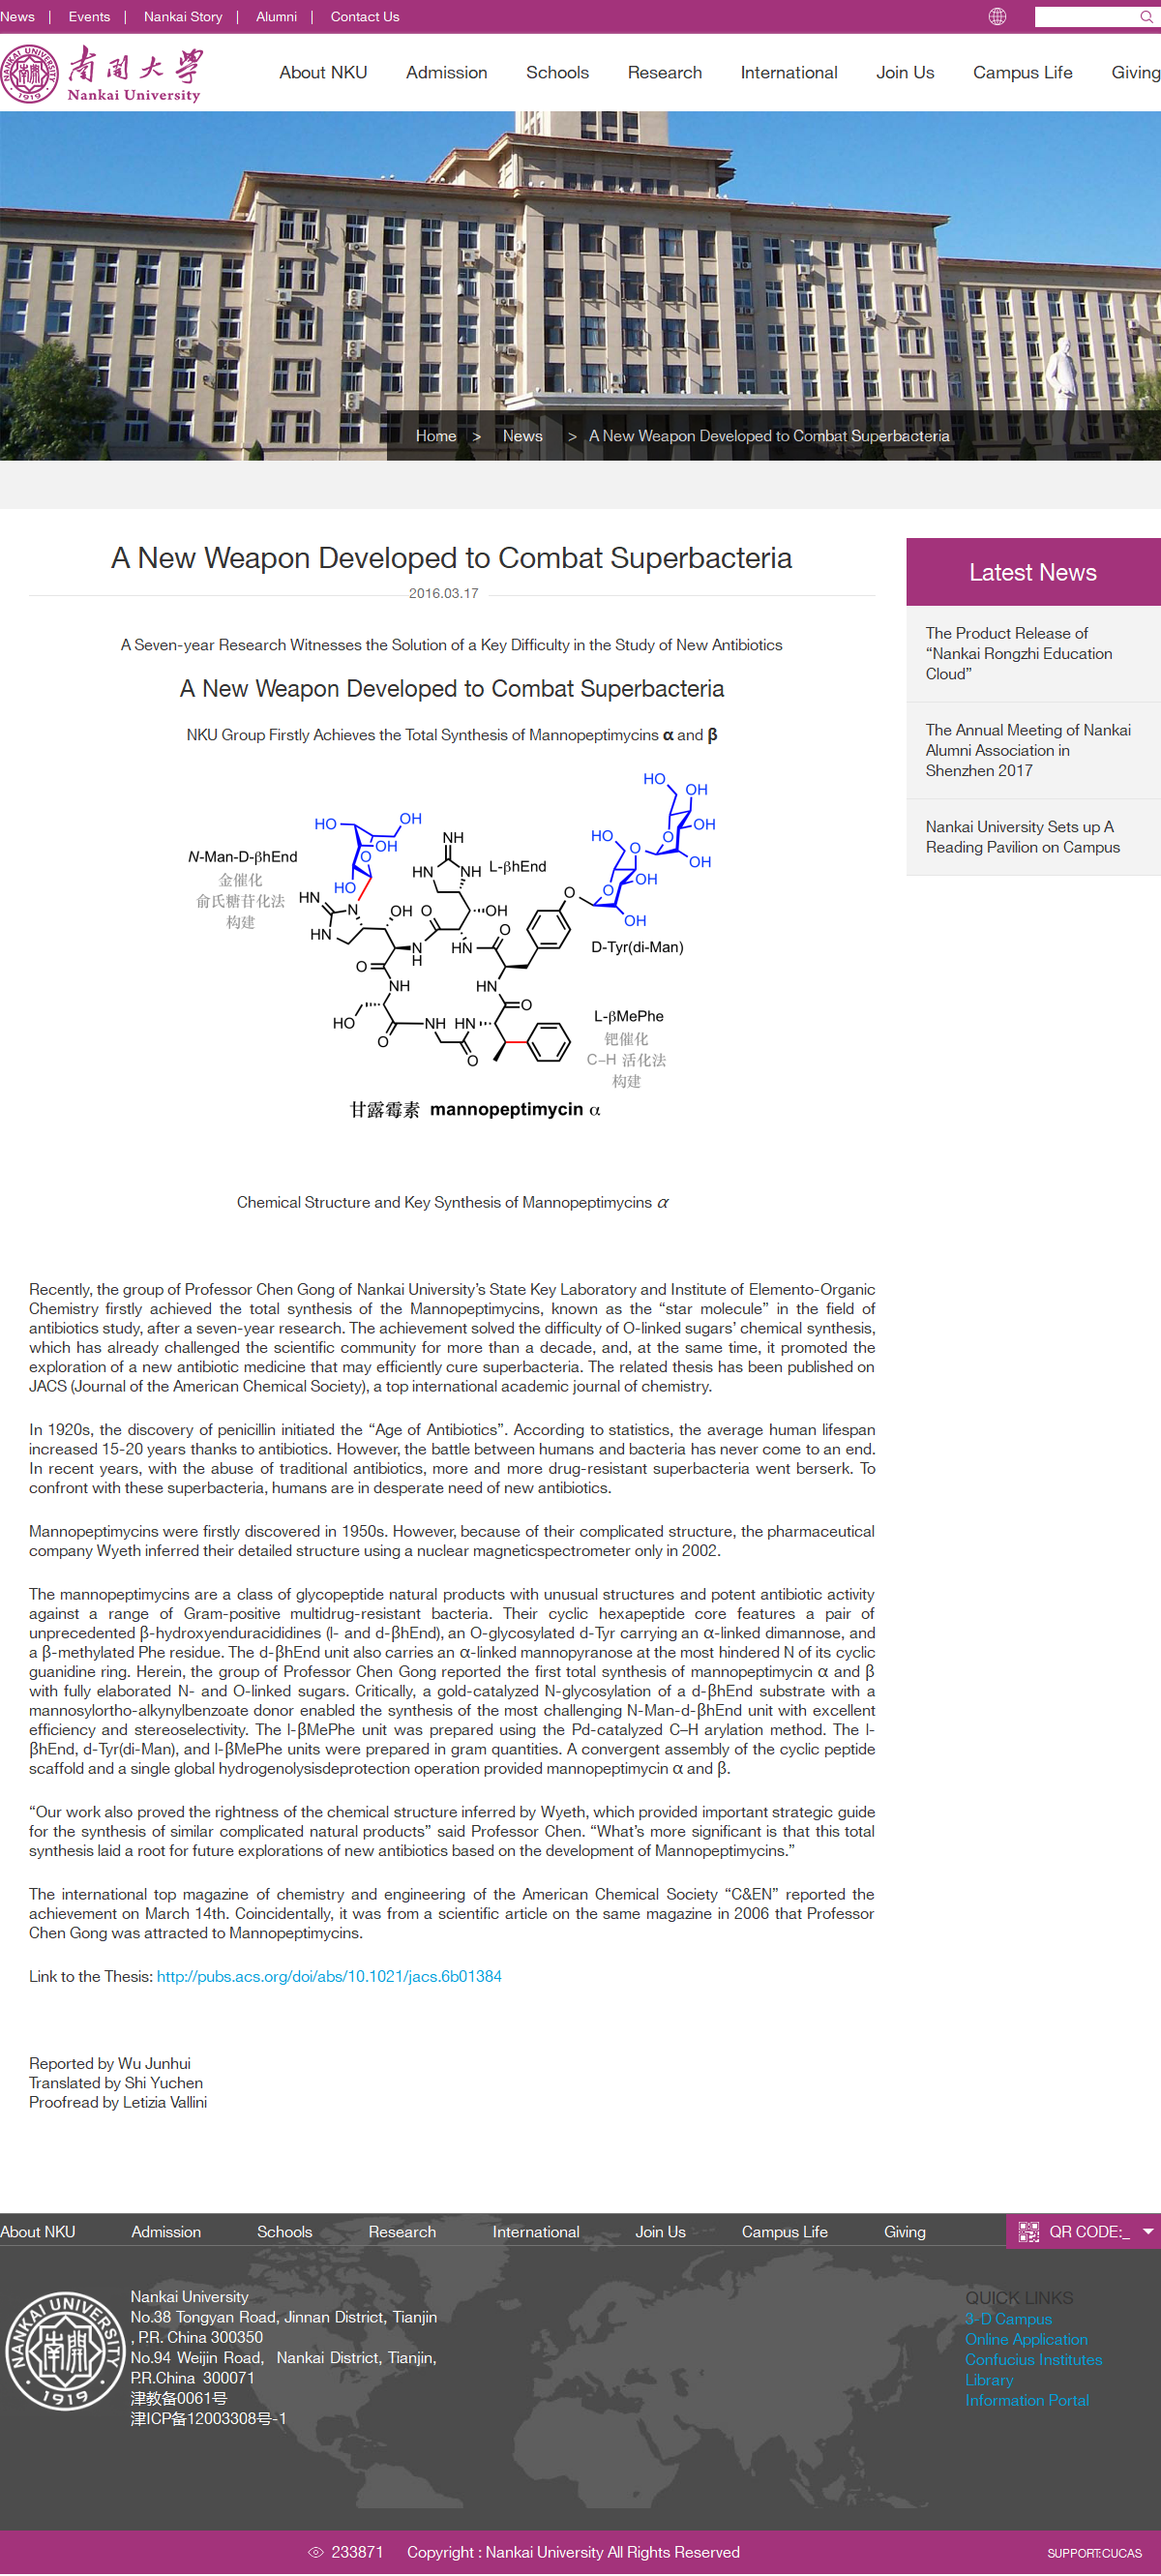 News | Events | Nankai Story | Alumni | Contact Us
南開大學
Nankai University
NANKAI UNIVERSITY
1919
About NKU Admission Schools Research International Join Us Campus Life Giving
Home > News > A New Weapon Developed to Combat Superbacteria
A New Weapon Developed to Combat Superbacteria
2016.03.17
A Seven-year Research Witnesses the Solution of a Key Difficulty in the Study of New Antibiotics
A New Weapon Developed to Combat Superbacteria
NKU Group Firstly Achieves the Total Synthesis of Mannopeptimycins α and β
HO
OH
HO
OH
OH
HO
OH
O
HO
NH
HN
NH
L-βhEnd
HO
O
O
OH
O
OH
OH
N-Man-D-βhEnd
金催化
俞氏糖苷化法
构建
HN
N
HN
OH
O
OH
O
O
D-Tyr(di-Man)
N
H
HN
O
NH
HN
O
HO
O
NH
HN
O
L-βMePhe
钯催化
C–H 活化法
构建
甘露霉素 mannopeptimycin α
Chemical Structure and Key Synthesis of Mannopeptimycins α
Recently, the group of Professor Chen Gong of Nankai University’s State Key Laboratory and Institute of Elemento-Organic
Chemistry firstly achieved the total synthesis of the Mannopeptimycins, known as the “star molecule” in the field of
antibiotics study, after a seven-year research. The achievement solved the difficulty of O-linked sugars’ chemical synthesis,
which has already challenged the scientific community for more than a decade, and, at the same time, it promoted the
exploration of a new antibiotic medicine that may efficiently cure superbacteria. The related thesis has been published on
JACS (Journal of the American Chemical Society), a top international academic journal of chemistry.
In 1920s, the discovery of penicillin initiated the “Age of Antibiotics”. According to statistics, the average human lifespan
increased 15-20 years thanks to antibiotics. However, the battle between humans and bacteria has never come to an end.
In recent years, with the abuse of traditional antibiotics, more and more drug-resistant superbacteria went berserk. To
confront with these superbacteria, humans are in desperate need of new antibiotics.
Mannopeptimycins were firstly discovered in 1950s. However, because of their complicated structure, the pharmaceutical
company Wyeth inferred their detailed structure using a nuclear magneticspectrometer only in 2002.
The mannopeptimycins are a class of glycopeptide natural products with unusual structures and potent antibiotic activity
against a range of Gram-positive multidrug-resistant bacteria. Their cyclic hexapeptide core features a pair of
unprecedented β-hydroxyenduracididines (l- and d-βhEnd), an O-glycosylated d-Tyr carrying an α-linked dimannose, and
a β-methylated Phe residue. The d-βhEnd unit also carries an α-linked mannopyranose at the most hindered N of its cyclic
guanidine ring. Herein, the group of Professor Chen Gong reported the first total synthesis of mannopeptimycin α and β
with fully elaborated N- and O-linked sugars. Critically, a gold-catalyzed N-glycosylation of a d-βhEnd substrate with a
mannosylortho-alkynylbenzoate donor enabled the synthesis of the most challenging N-Man-d-βhEnd unit with excellent
efficiency and stereoselectivity. The l-βMePhe unit was prepared using the Pd-catalyzed C–H arylation method. The l-
βhEnd, d-Tyr(di-Man), and l-βMePhe units were prepared in gram quantities. A convergent assembly of the cyclic peptide
scaffold and a single global hydrogenolysisdeprotection operation provided mannopeptimycin α and β.
“Our work also proved the rightness of the chemical structure inferred by Wyeth, which provided important strategic guide
for the synthesis of similar complicated natural products” said Professor Chen. “What’s more significant is that this total
synthesis laid a root for future explorations of new antibiotics based on the development of Mannopeptimycins.”
The international top magazine of chemistry and engineering of the American Chemical Society “C&EN” reported the
achievement on March 14th. Coincidentally, it was from a scientific article on the same magazine in 2006 that Professor
Chen Gong was attracted to Mannopeptimycins.
Link to the Thesis: http://pubs.acs.org/doi/abs/10.1021/jacs.6b01384
Reported by Wu Junhui
Translated by Shi Yuchen
Proofread by Letizia Vallini
Latest News
The Product Release of
“Nankai Rongzhi Education
Cloud”
The Annual Meeting of Nankai
Alumni Association in
Shenzhen 2017
Nankai University Sets up A
Reading Pavilion on Campus
About NKU Admission Schools Research International Join Us Campus Life Giving
QR CODE:_
NANKAI UNIVERSITY
1919
Nankai University
No.38 Tongyan Road, Jinnan District, Tianjin
, P.R. China 300350
No.94 Weijin Road, Nankai District, Tianjin,
P.R.China 300071
津教备0061号
津ICP备12003308号-1
QUICK LINKS
3-D Campus
Online Application
Confucius Institutes
Library
Information Portal
233871 Copyright : Nankai University All Rights Reserved
SUPPORT:CUCAS